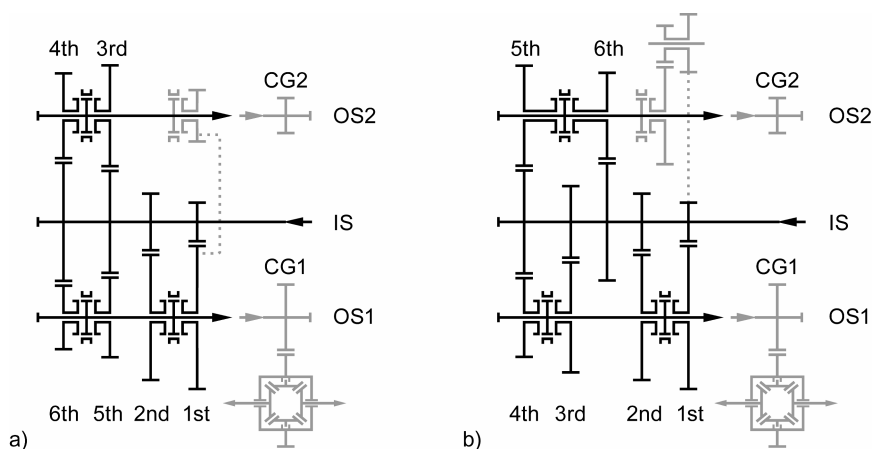 4th 3rd
CG2
OS2
IS
CG1
OS1
6th 5th 2nd 1st
a)
5th 6th
CG2
OS2
IS
CG1
OS1
4th 3rd 2nd 1st
b)